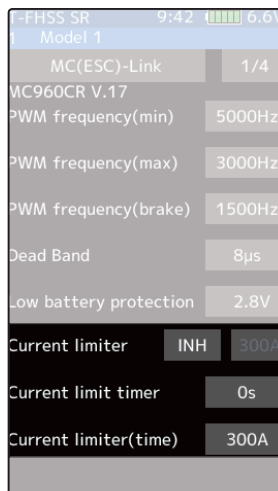 T-FHSS SR 9:42 6.6V
1 Model 1
MC(ESC)-Link 1/4
MC960CR V.17
PWM frequency(min) 5000Hz
PWM frequency(max) 3000Hz
PWM frequency(brake) 1500Hz
Dead Band 8µs
Low battery protection 2.8V
Current limiter INH 300A
Current limit timer 0s
Current limiter(time) 300A